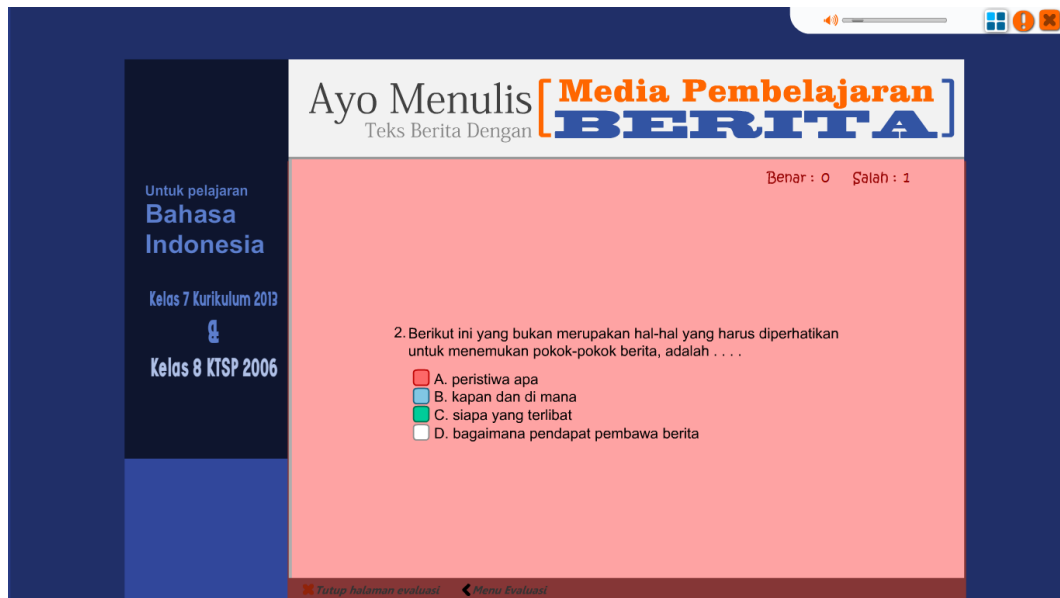 Ayo Menulis
Teks Berita Dengan
Media Pembelajaran
BERITA
Untuk pelajaran
Bahasa
Indonesia
Kelas 7 Kurikulum 2013
&
Kelas 8 KTSP 2006
Benar : 0 Salah : 1
2. Berikut ini yang bukan merupakan hal-hal yang harus diperhatikan
untuk menemukan pokok-pokok berita, adalah . . . .
A. peristiwa apa
B. kapan dan di mana
C. siapa yang terlibat
D. bagaimana pendapat pembawa berita
Tutup halaman evaluasi Menu Evaluasi